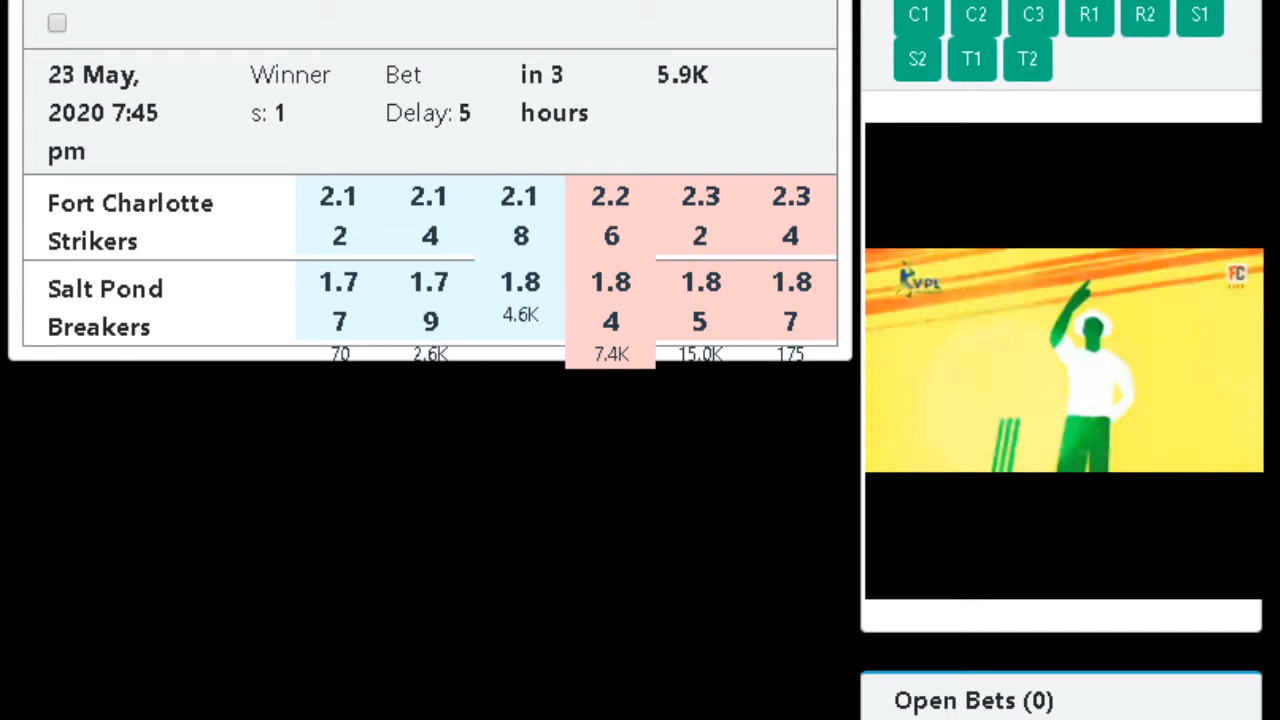 C1 C2 C3 R1 R2 S1
S2 T1 T2
23 May, Winner Bet in 3 5.9K
2020 7:45 s: 1 Delay: 5 hours
pm
Fort Charlotte 2.1 2.1 2.1 2.2 2.3 2.3
Strikers 2 4 8 6 2 4
Salt Pond 1.7 1.7 1.8 1.8 1.8 1.8
Breakers 7 9 4.6K 4 5 7
70 2.6K 7.4K 15.0K 175
VPL FC
Open Bets (0)